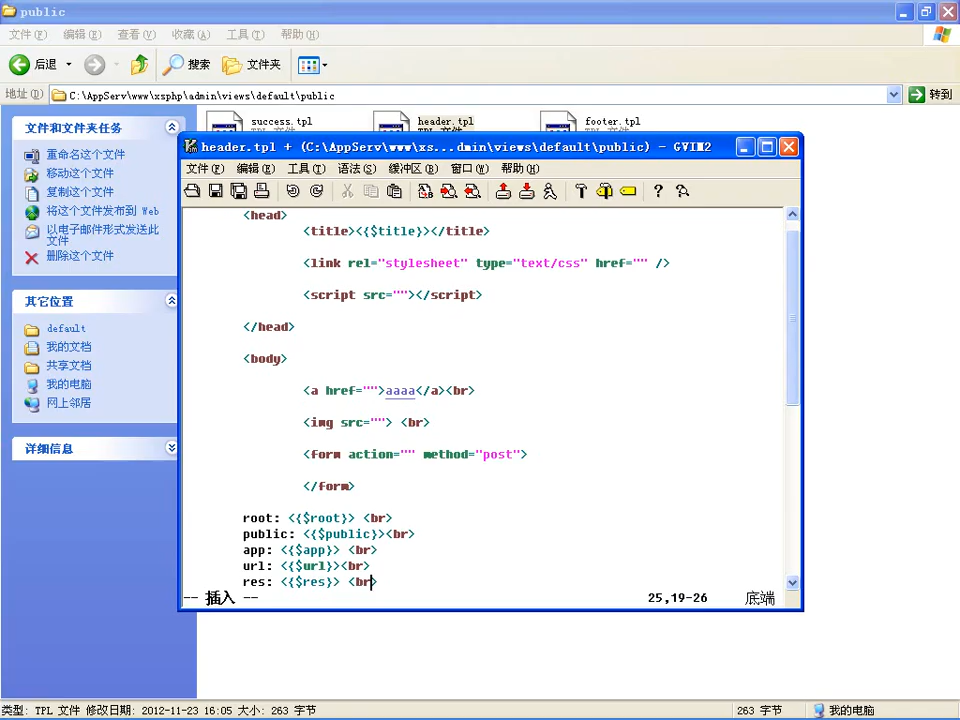 public
文件(F) 编辑(E) 查看(V) 收藏(A) 工具(T) 帮助(H)
后退 搜索 文件夹
地址(D) C:\AppServ\www\xsphp\admin\views\default\public 转到
文件和文件夹任务
重命名这个文件
移动这个文件
复制这个文件
将这个文件发布到 Web
以电子邮件形式发送此
文件
删除这个文件
其它位置
default
我的文档
共享文档
我的电脑
网上邻居
详细信息
success.tpl header.tpl footer.tpl
header.tpl + (C:\AppServ\www\xs...dmin\views\default\public) - GVIM2
文件(F) 编辑(E) 工具(T) 语法(S) 缓冲区(B) 窗口(W) 帮助(H)
<head>
<title><{$title}></title>
<link rel="stylesheet" type="text/css" href="" />
<script src=""></script>
</head>
<body>
<a href="">aaaa</a><br>
<img src=""> <br>
<form action="" method="post">
</form>
root: <{$root}> <br>
public: <{$public}><br>
app: <{$app}> <br>
url: <{$url}><br>
res: <{$res}> <br>
-- 插入 -- 25,19-26 底端
类型: TPL 文件 修改日期: 2012-11-23 16:05 大小: 263 字节 263 字节 我的电脑